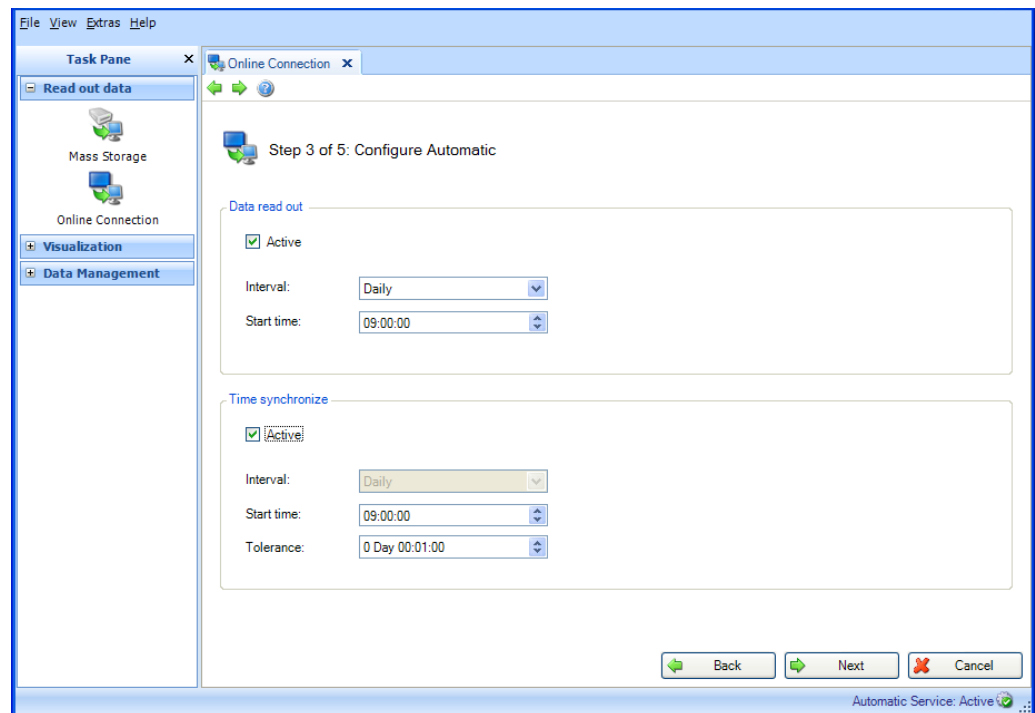 File View Extras Help
Task Pane
Online Connection
Read out data
Mass Storage
Online Connection
Visualization
Data Management
Step 3 of 5: Configure Automatic
Data read out
Active
Interval: Daily
Start time: 09:00:00
Time synchronize
Active
Interval: Daily
Start time: 09:00:00
Tolerance: 0 Day 00:01:00
Back Next Cancel
Automatic Service: Active